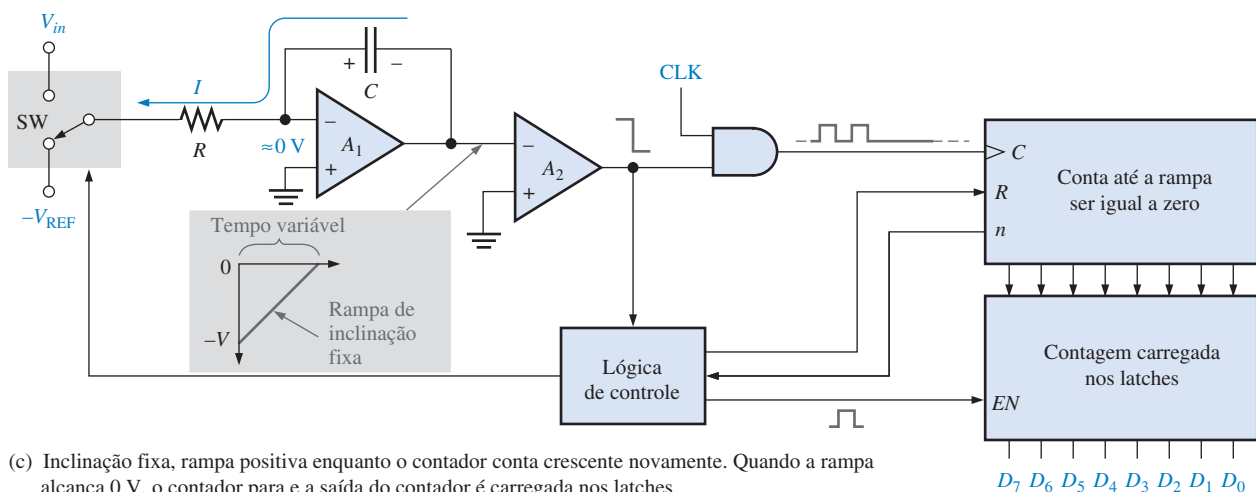 V_in
SW
−V_REF
I
R
≈0 V
+ −
C
−
+
A_1
−
+
A_2
CLK
C
R
n
Conta até a rampa
ser igual a zero
Tempo variável
0
−V
Rampa de
inclinação
fixa
Lógica
de controle
Contagem carregada
nos latches
EN
D_7 D_6 D_5 D_4 D_3 D_2 D_1 D_0
(c) Inclinação fixa, rampa positiva enquanto o contador conta crescente novamente. Quando a rampa
alcança 0 V, o contador para e a saída do contador é carregada nos latches.